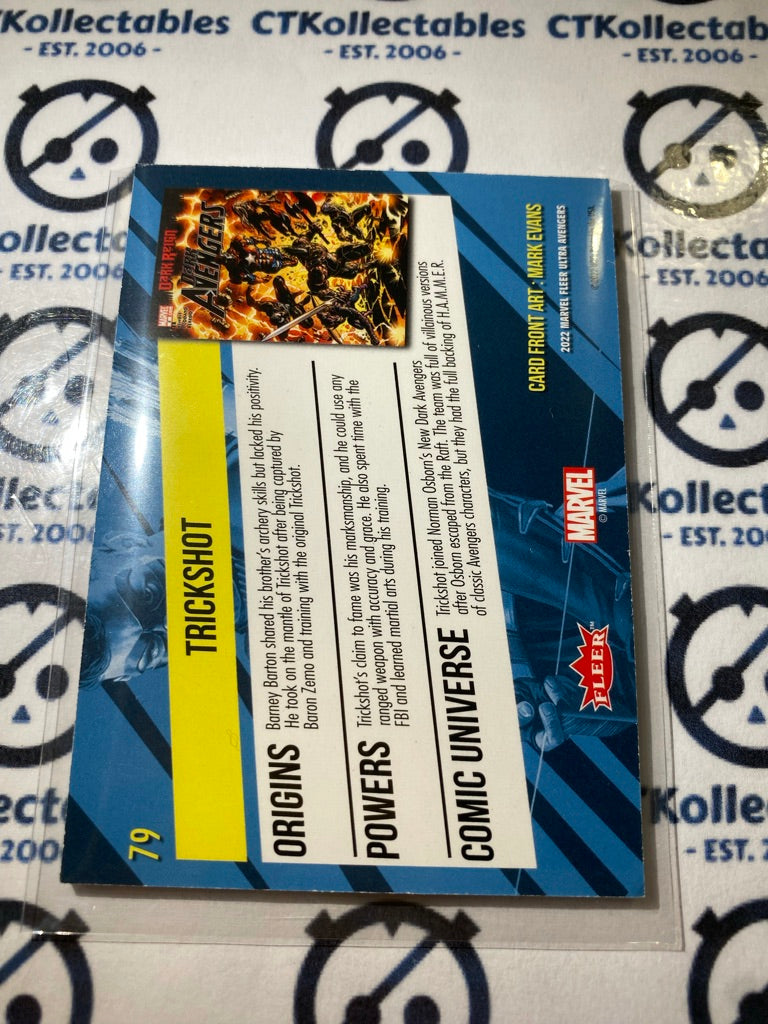 CTKollectables
- EST. 2006 -
CTKollectables
- EST. 2006 -
CTKollectables
- EST. 2006 -
79
TRICKSHOT
MARVEL
DARK REIGN
AVENGERS
ORIGINS
Barney Barton shared his brother's archery skills but lacked his positivity.
He took on the mantle of Trickshot after being captured by
Baron Zemo and training with the original Trickshot.
POWERS
Trickshot's claim to fame was his marksmanship, and he could use any
ranged weapon with accuracy and grace. He also spent time with the
FBI and learned martial arts during his training.
COMIC UNIVERSE
Trickshot joined Norman Osborn's New Dark Avengers
after Osborn escaped from the Raft. The team was full of villainous versions
of classic Avengers characters, but they had the full backing of H.A.M.M.E.R.
FLEER™
MARVEL
© MARVEL
CARD FRONT ART : MARK EVANS
2022 MARVEL FLEER ULTRA AVENGERS